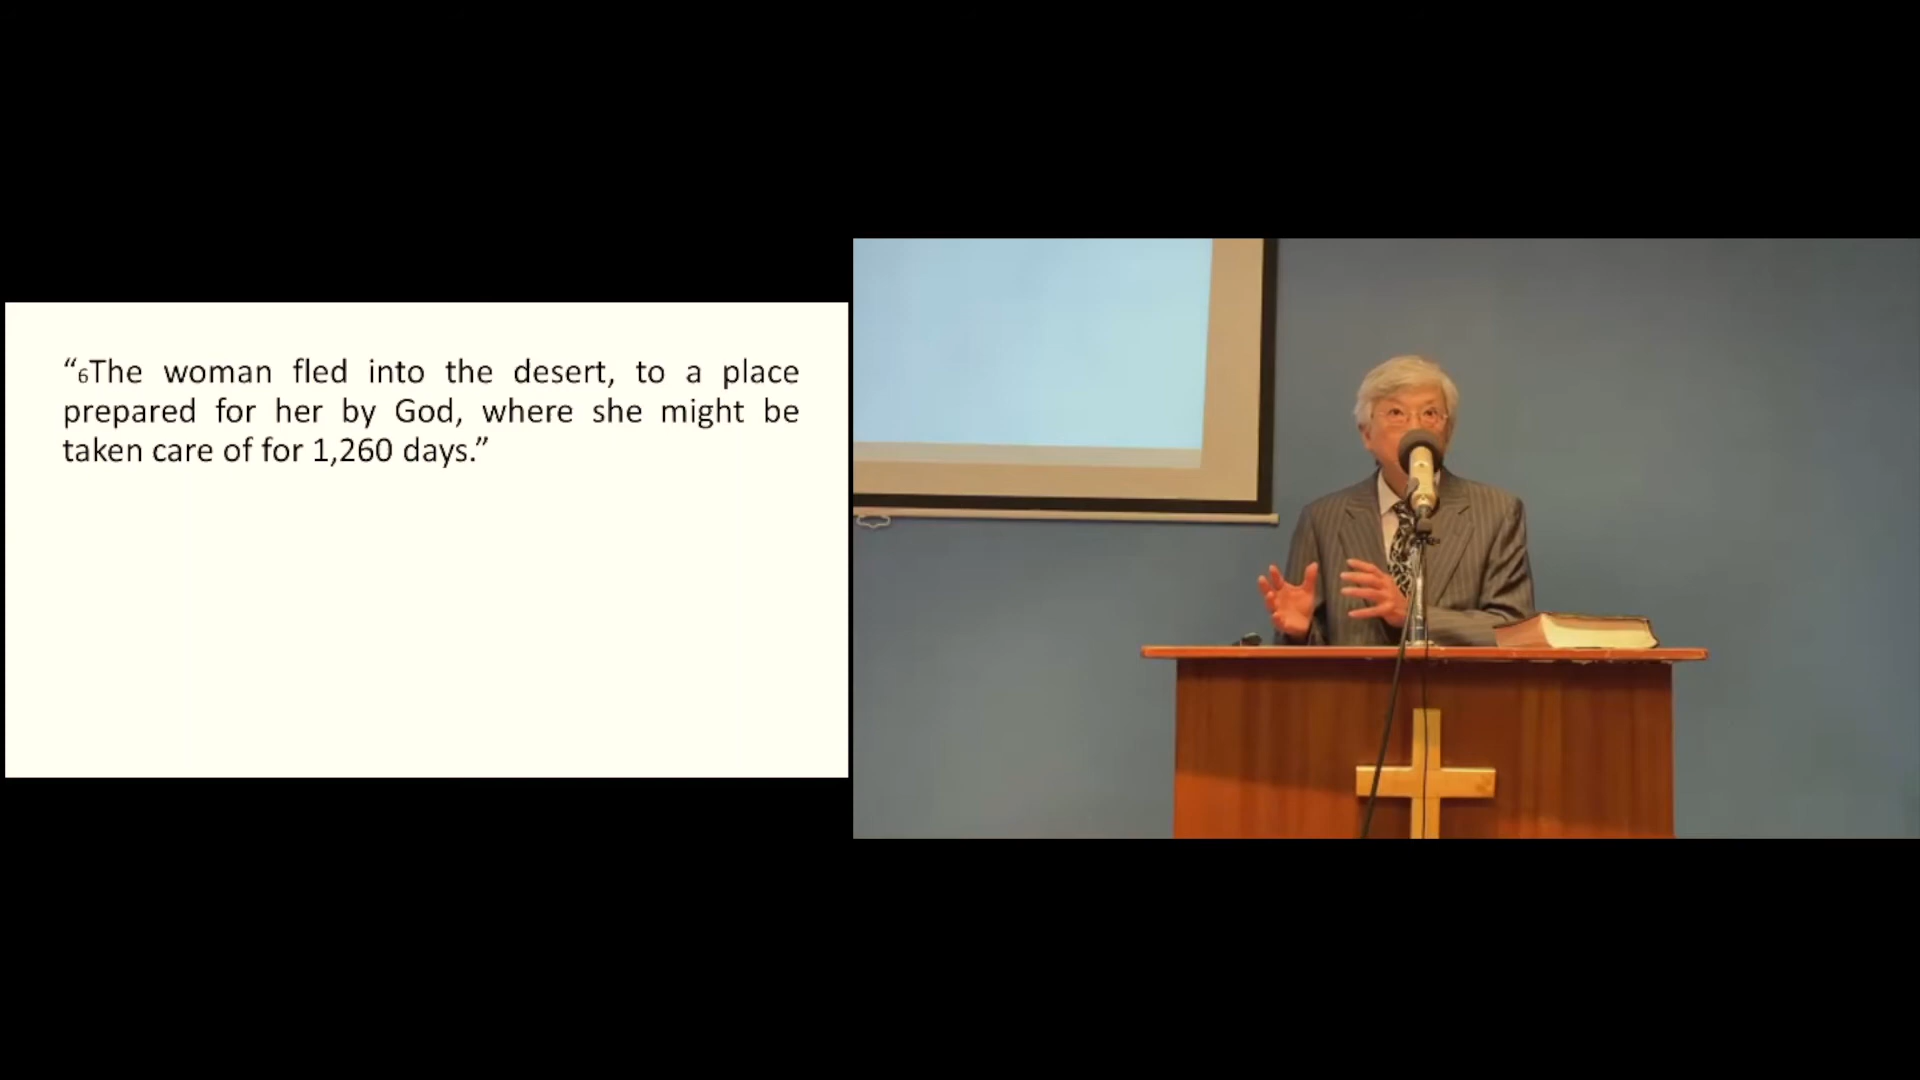 “6The woman fled into the desert, to a place
prepared for her by God, where she might be
taken care of for 1,260 days.”